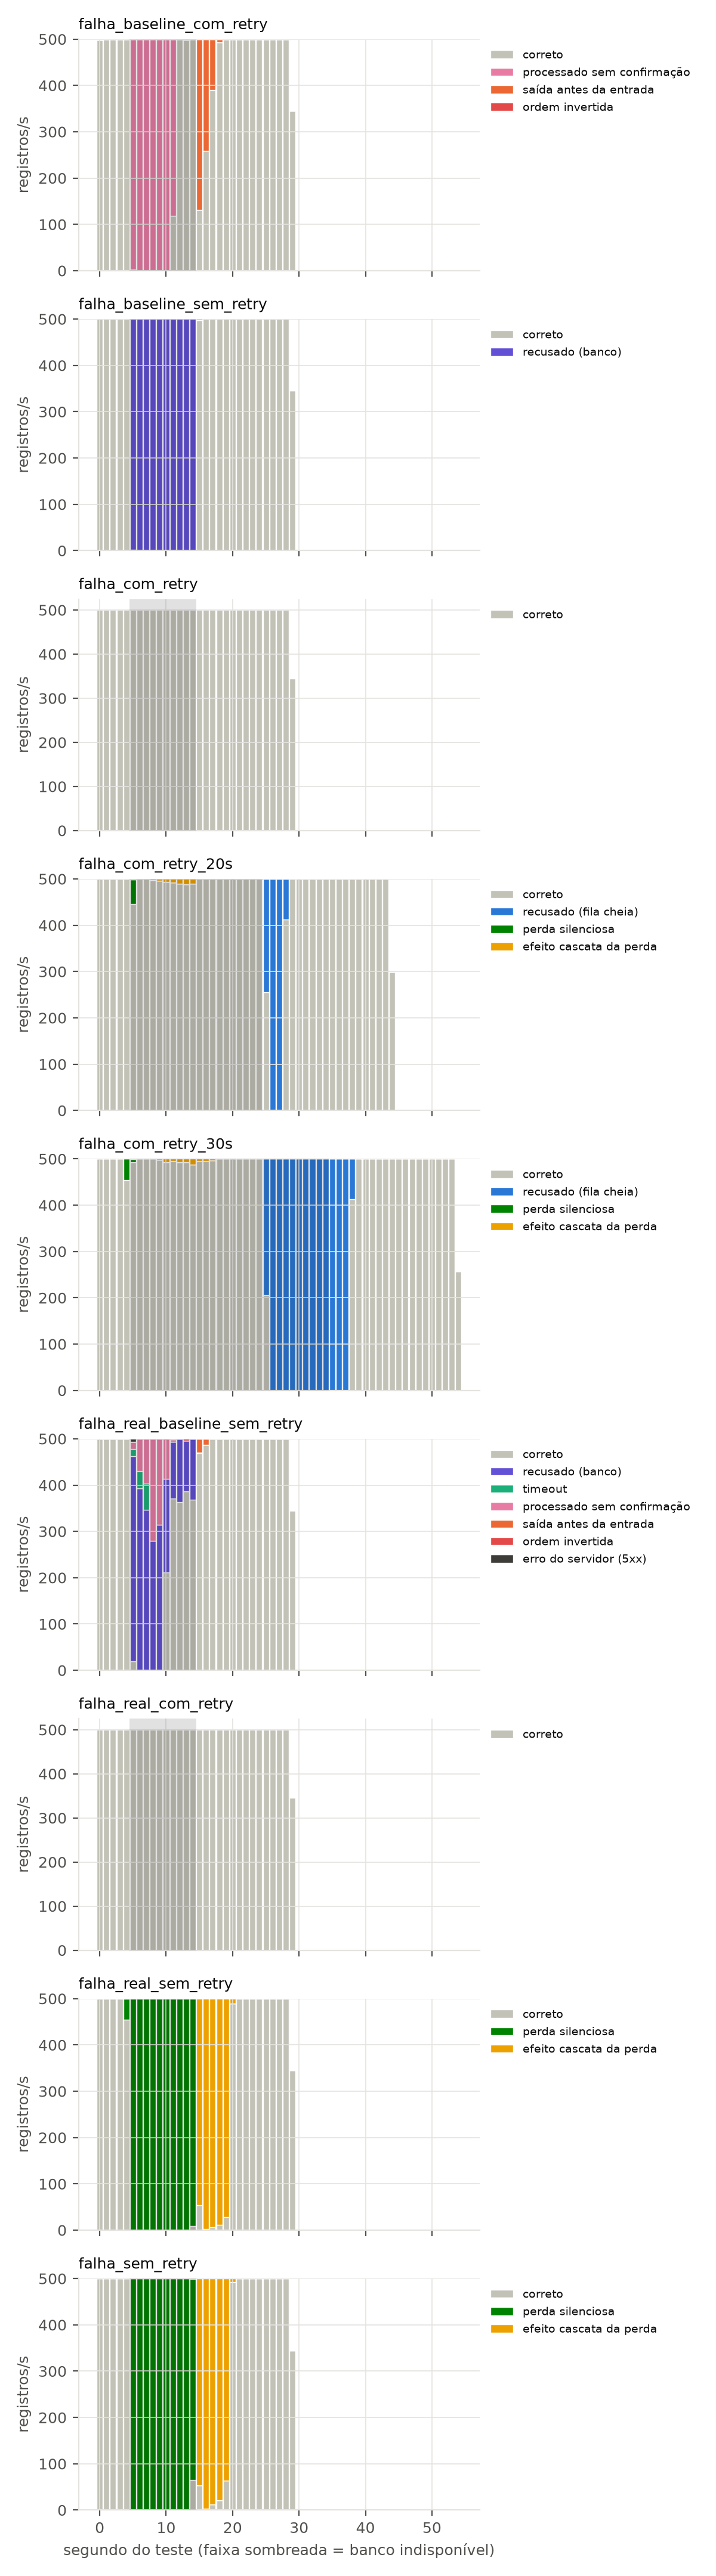 falha_baseline_com_retry
500
400
300
200
100
0
registros/s
correto
processado sem confirmação
saída antes da entrada
ordem invertida
falha_baseline_sem_retry
500
400
300
200
100
0
registros/s
correto
recusado (banco)
falha_com_retry
500
400
300
200
100
0
registros/s
correto
falha_com_retry_20s
500
400
300
200
100
0
registros/s
correto
recusado (fila cheia)
perda silenciosa
efeito cascata da perda
falha_com_retry_30s
500
400
300
200
100
0
registros/s
correto
recusado (fila cheia)
perda silenciosa
efeito cascata da perda
falha_real_baseline_sem_retry
500
400
300
200
100
0
registros/s
correto
recusado (banco)
timeout
processado sem confirmação
saída antes da entrada
ordem invertida
erro do servidor (5xx)
falha_real_com_retry
500
400
300
200
100
0
registros/s
correto
falha_real_sem_retry
500
400
300
200
100
0
registros/s
correto
perda silenciosa
efeito cascata da perda
falha_sem_retry
500
400
300
200
100
0
registros/s
correto
perda silenciosa
efeito cascata da perda
0 10 20 30 40 50
segundo do teste (faixa sombreada = banco indisponível)